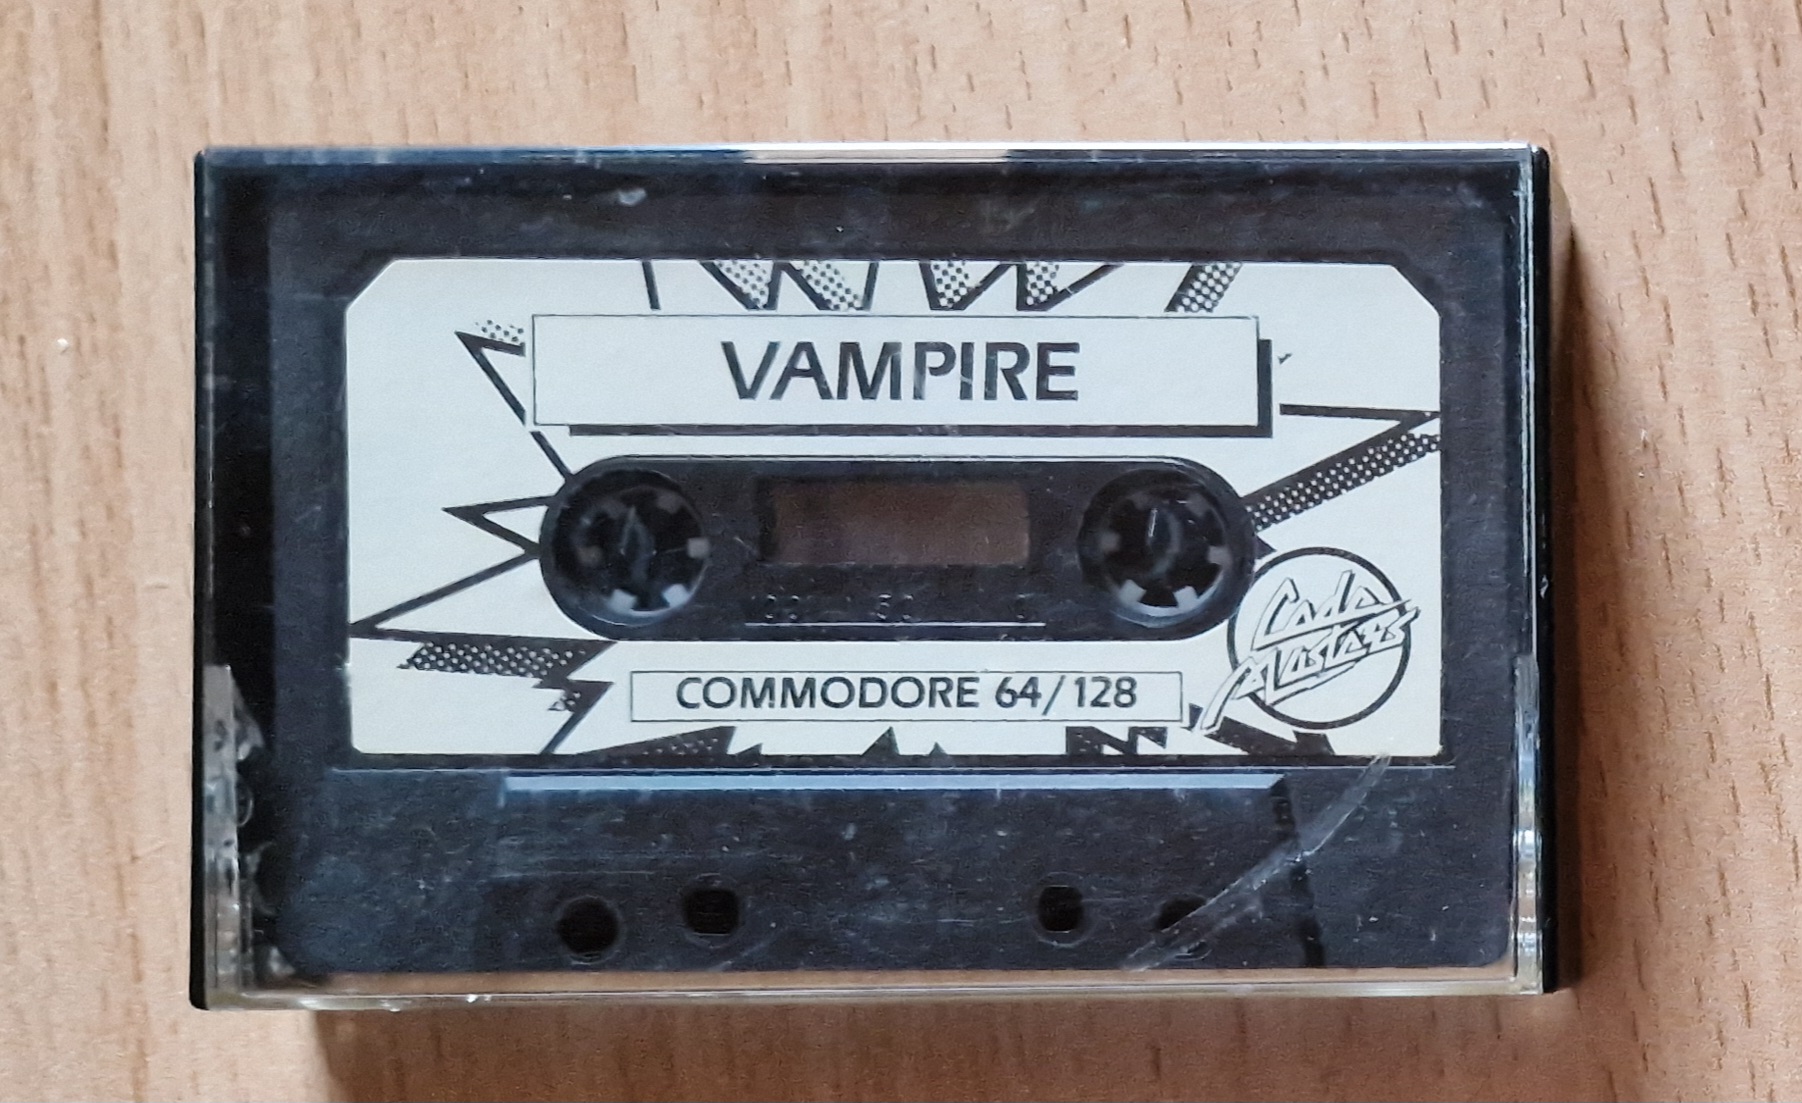 VAMPIRE
COMMODORE 64/128
Code
Masters